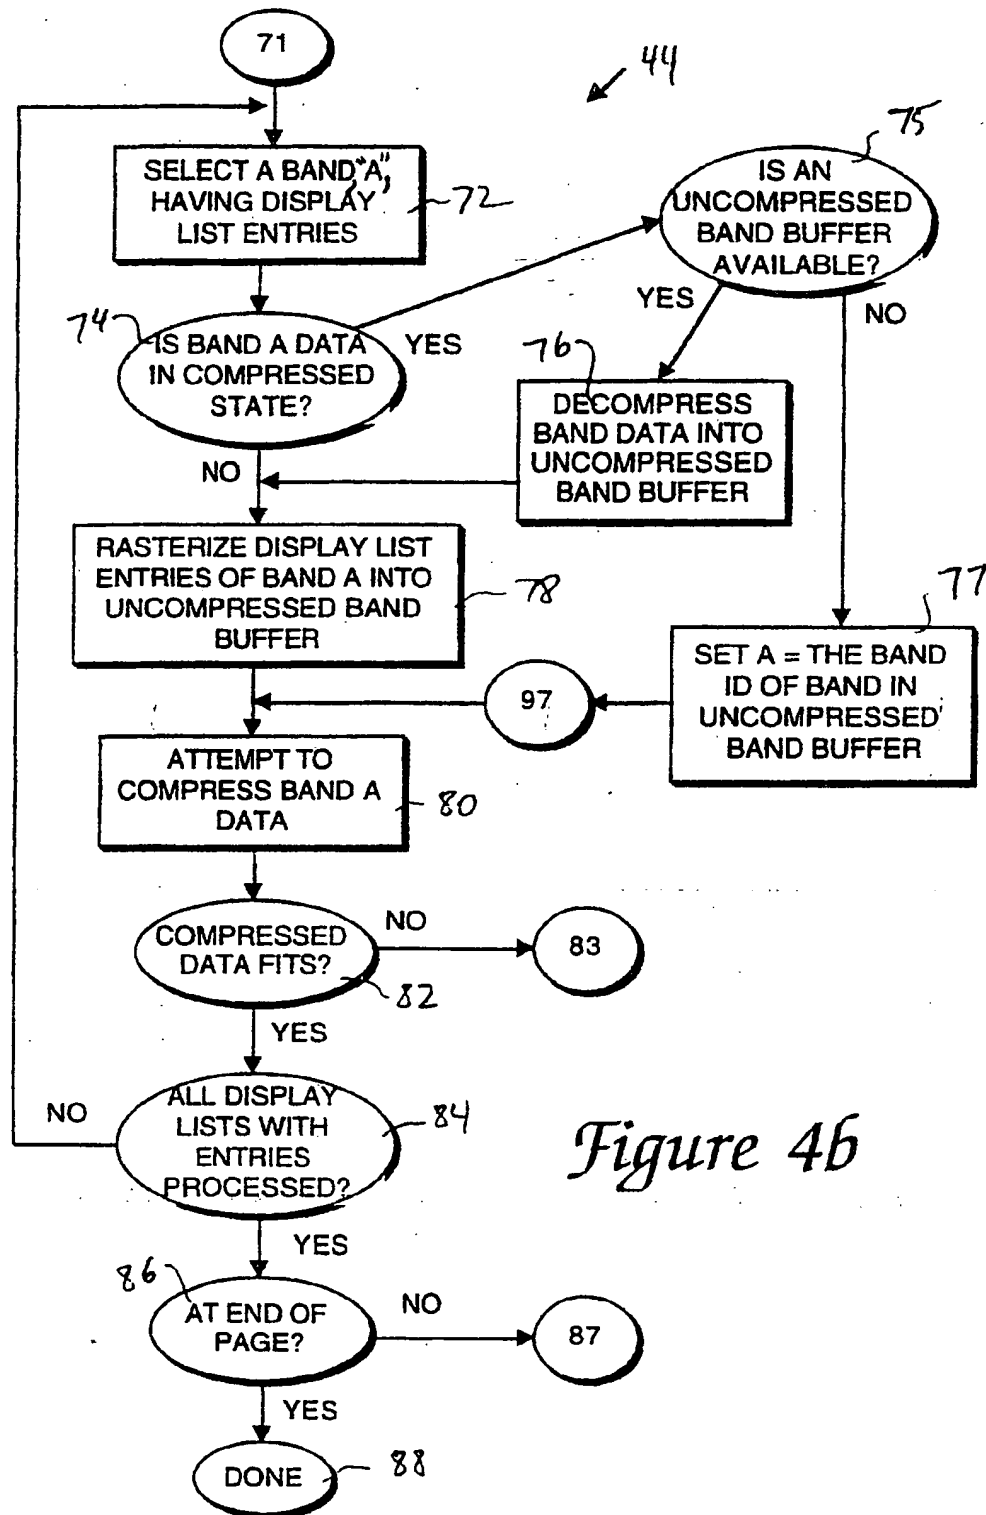 71
44
SELECT A BAND "A",
HAVING DISPLAY
LIST ENTRIES
72
75
IS AN
UNCOMPRESSED
BAND BUFFER
AVAILABLE?
YES
NO
74
IS BAND A DATA
IN COMPRESSED
STATE?
YES
NO
76
DECOMPRESS
BAND DATA INTO
UNCOMPRESSED
BAND BUFFER
RASTERIZE DISPLAY LIST
ENTRIES OF BAND A INTO
UNCOMPRESSED BAND
BUFFER
78
77
SET A = THE BAND
ID OF BAND IN
UNCOMPRESSED
BAND BUFFER
97
ATTEMPT TO
COMPRESS BAND A
DATA
80
COMPRESSED
DATA FITS?
82
NO
83
YES
ALL DISPLAY
LISTS WITH
ENTRIES
PROCESSED?
84
NO
YES
Figure 4b
86
AT END OF
PAGE?
NO
87
YES
DONE
88